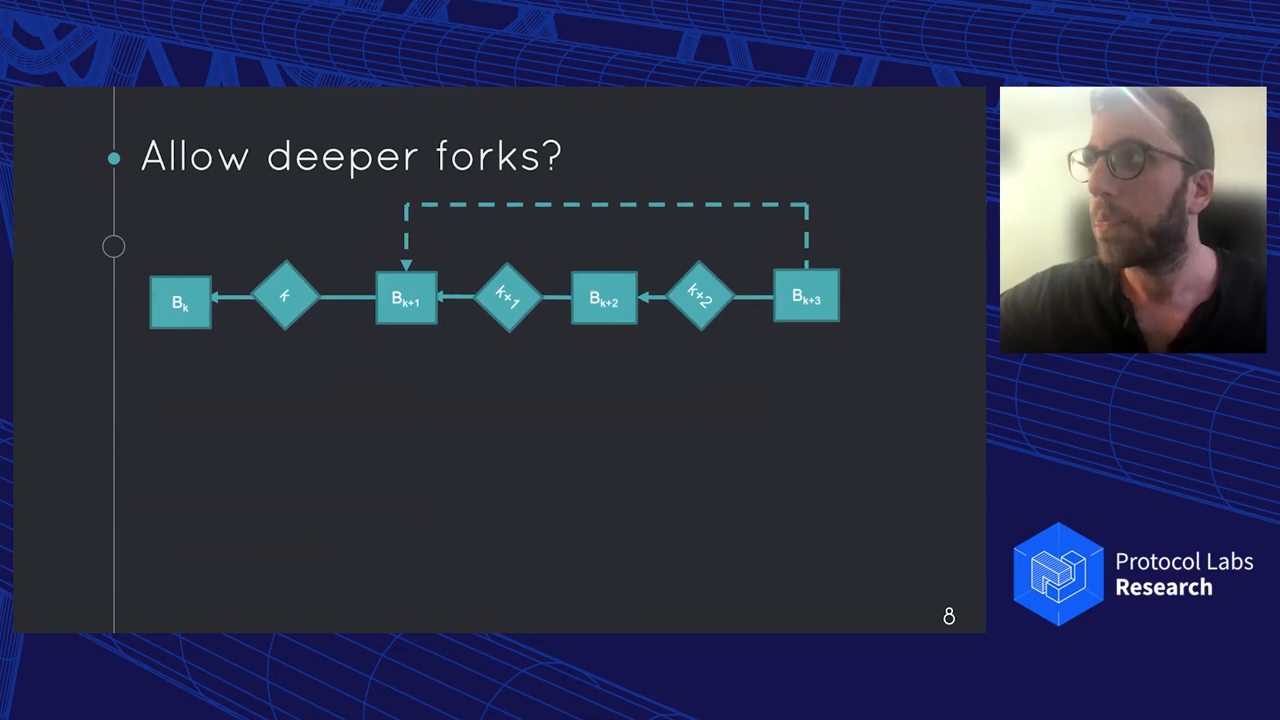 Allow deeper forks?
Bk
k
Bk+1
k+1
Bk+2
k+2
Bk+3
Protocol Labs
Research
8